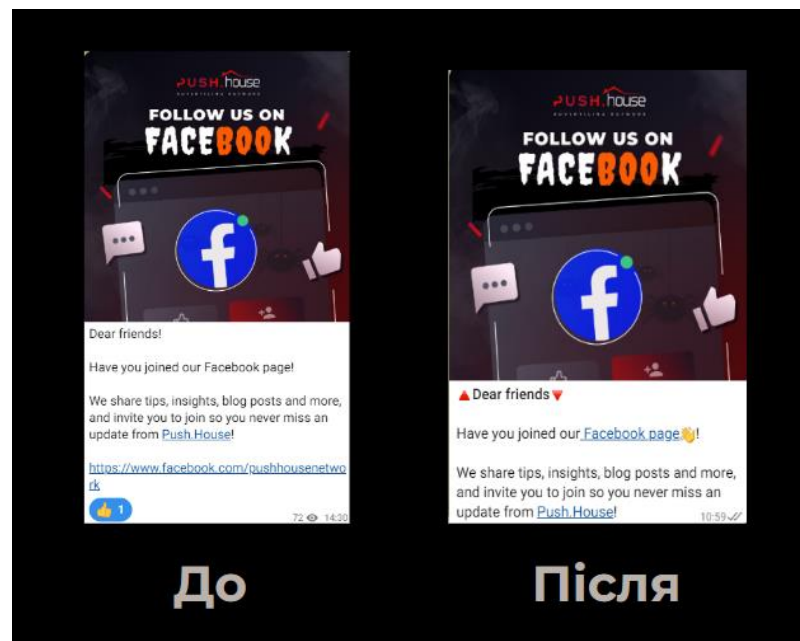 PUSH.house
FOLLOW US ON
FACEBOOK
Dear friends!
Have you joined our Facebook page!
We share tips, insights, blog posts and more,
and invite you to join so you never miss an
update from Push.House!
https://www.facebook.com/pushhousenetwo
rk
👍 1
72 14:30
До
PUSH.house
FOLLOW US ON
FACEBOOK
🔺Dear friends🔻
Have you joined our Facebook page👋!
We share tips, insights, blog posts and more,
and invite you to join so you never miss an
update from Push.House!
10:59
Після